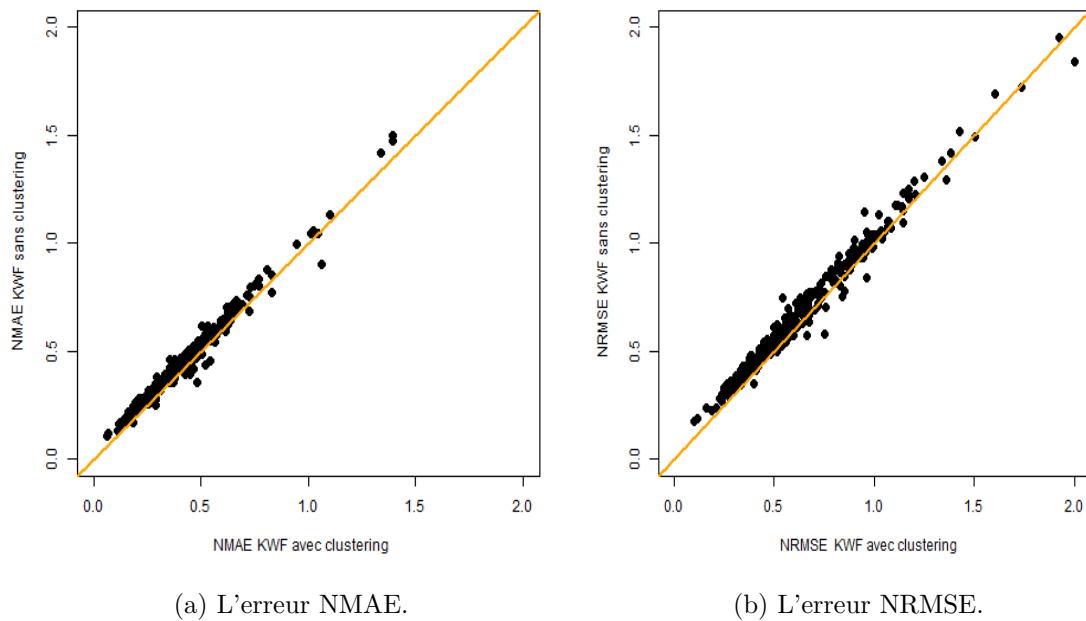 NMAE KWF sans clustering
2.0
1.5
1.0
0.5
0.0
0.0 0.5 1.0 1.5 2.0
NMAE KWF avec clustering
(a) L'erreur NMAE.
NRMSE KWF sans clustering
2.0
1.5
1.0
0.5
0.0
0.0 0.5 1.0 1.5 2.0
NRMSE KWF avec clustering
(b) L'erreur NRMSE.